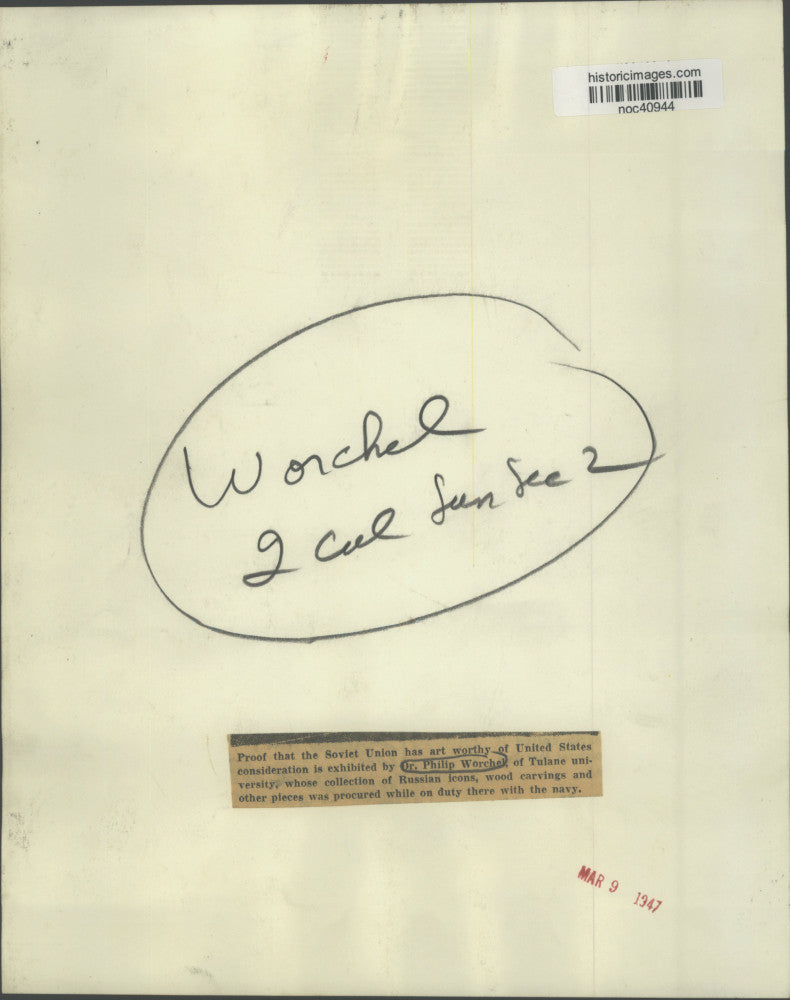 historicimages.com
noc40944
Worchel
2 Col Sun Sec 2
Proof that the Soviet Union has art worthy of United States
consideration is exhibited by Dr. Philip Worchel, of Tulane uni-
versity, whose collection of Russian icons, wood carvings and
other pieces was procured while on duty there with the navy.
MAR 9 1947